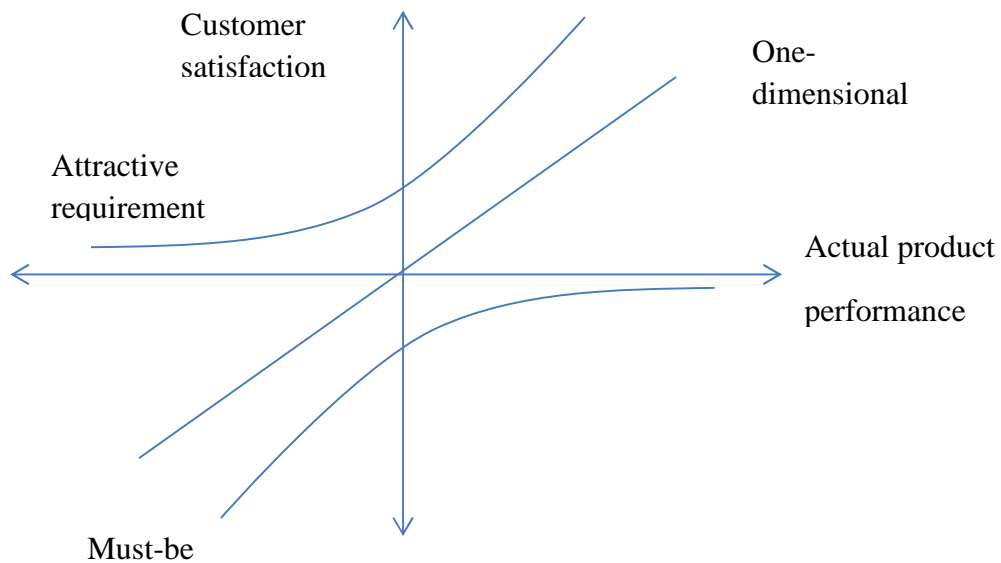 Customer
satisfaction
One-
dimensional
Attractive
requirement
Actual product
performance
Must-be